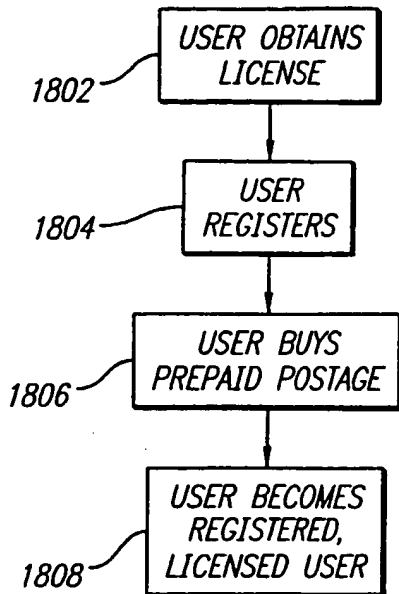 USER OBTAINS
LICENSE
1802
USER
REGISTERS
1804
USER BUYS
PREPAID POSTAGE
1806
USER BECOMES
REGISTERED,
LICENSED USER
1808